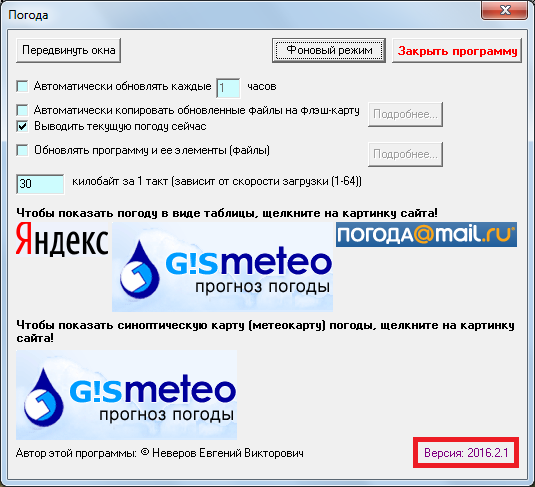 Погода
Передвинуть окна
Фоновый режим
Закрыть программу
Автоматически обновлять каждые 1 часов
Автоматически копировать обновленные файлы на флэш-карту
Подробнее...
Выводить текущую погоду сейчас
Обновлять программу и ее элементы (файлы)
Подробнее...
30 килобайт за 1 такт (зависит от скорости загрузки (1-64))
Чтобы показать погоду в виде таблицы, щелкните на картинку сайта!
Яндекс
G!Smeteo
прогноз погоды
ПОГОДА@mail.ru®
Чтобы показать синоптическую карту (метеокарту) погоды, щелкните на картинку
сайта!
G!Smeteo
прогноз погоды
Автор этой программы: © Неверов Евгений Викторович
Версия: 2016.2.1